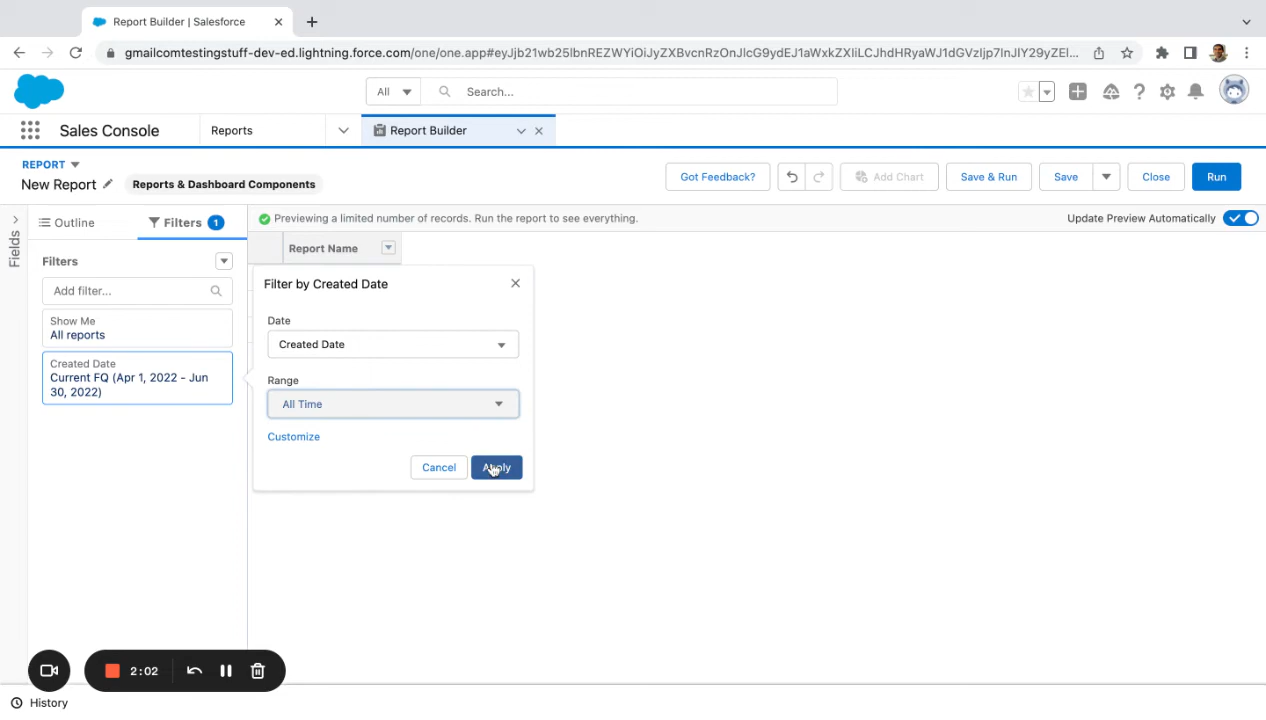 Report Builder | Salesforce
gmailcomtestingstuff-dev-ed.lightning.force.com/one/one.app#eyJjb21wb25lbnREZWYiOiJyZXBvcnRzOnJlcG9ydEJ1aWxkZXIiLCJhdHRyaWJ1dGVzIjp7InJlY29yZElk...
All
Search...
Sales Console
Reports
Report Builder
REPORT
New Report
Reports & Dashboard Components
Got Feedback?
Add Chart
Save & Run
Save
Close
Run
Fields
Outline
Filters 1
Previewing a limited number of records. Run the report to see everything.
Update Preview Automatically
Filters
Add filter...
Show Me
All reports
Created Date
Current FQ (Apr 1, 2022 - Jun
30, 2022)
Report Name
Filter by Created Date
Date
Created Date
Range
All Time
Customize
Cancel
Apply
2:02
History